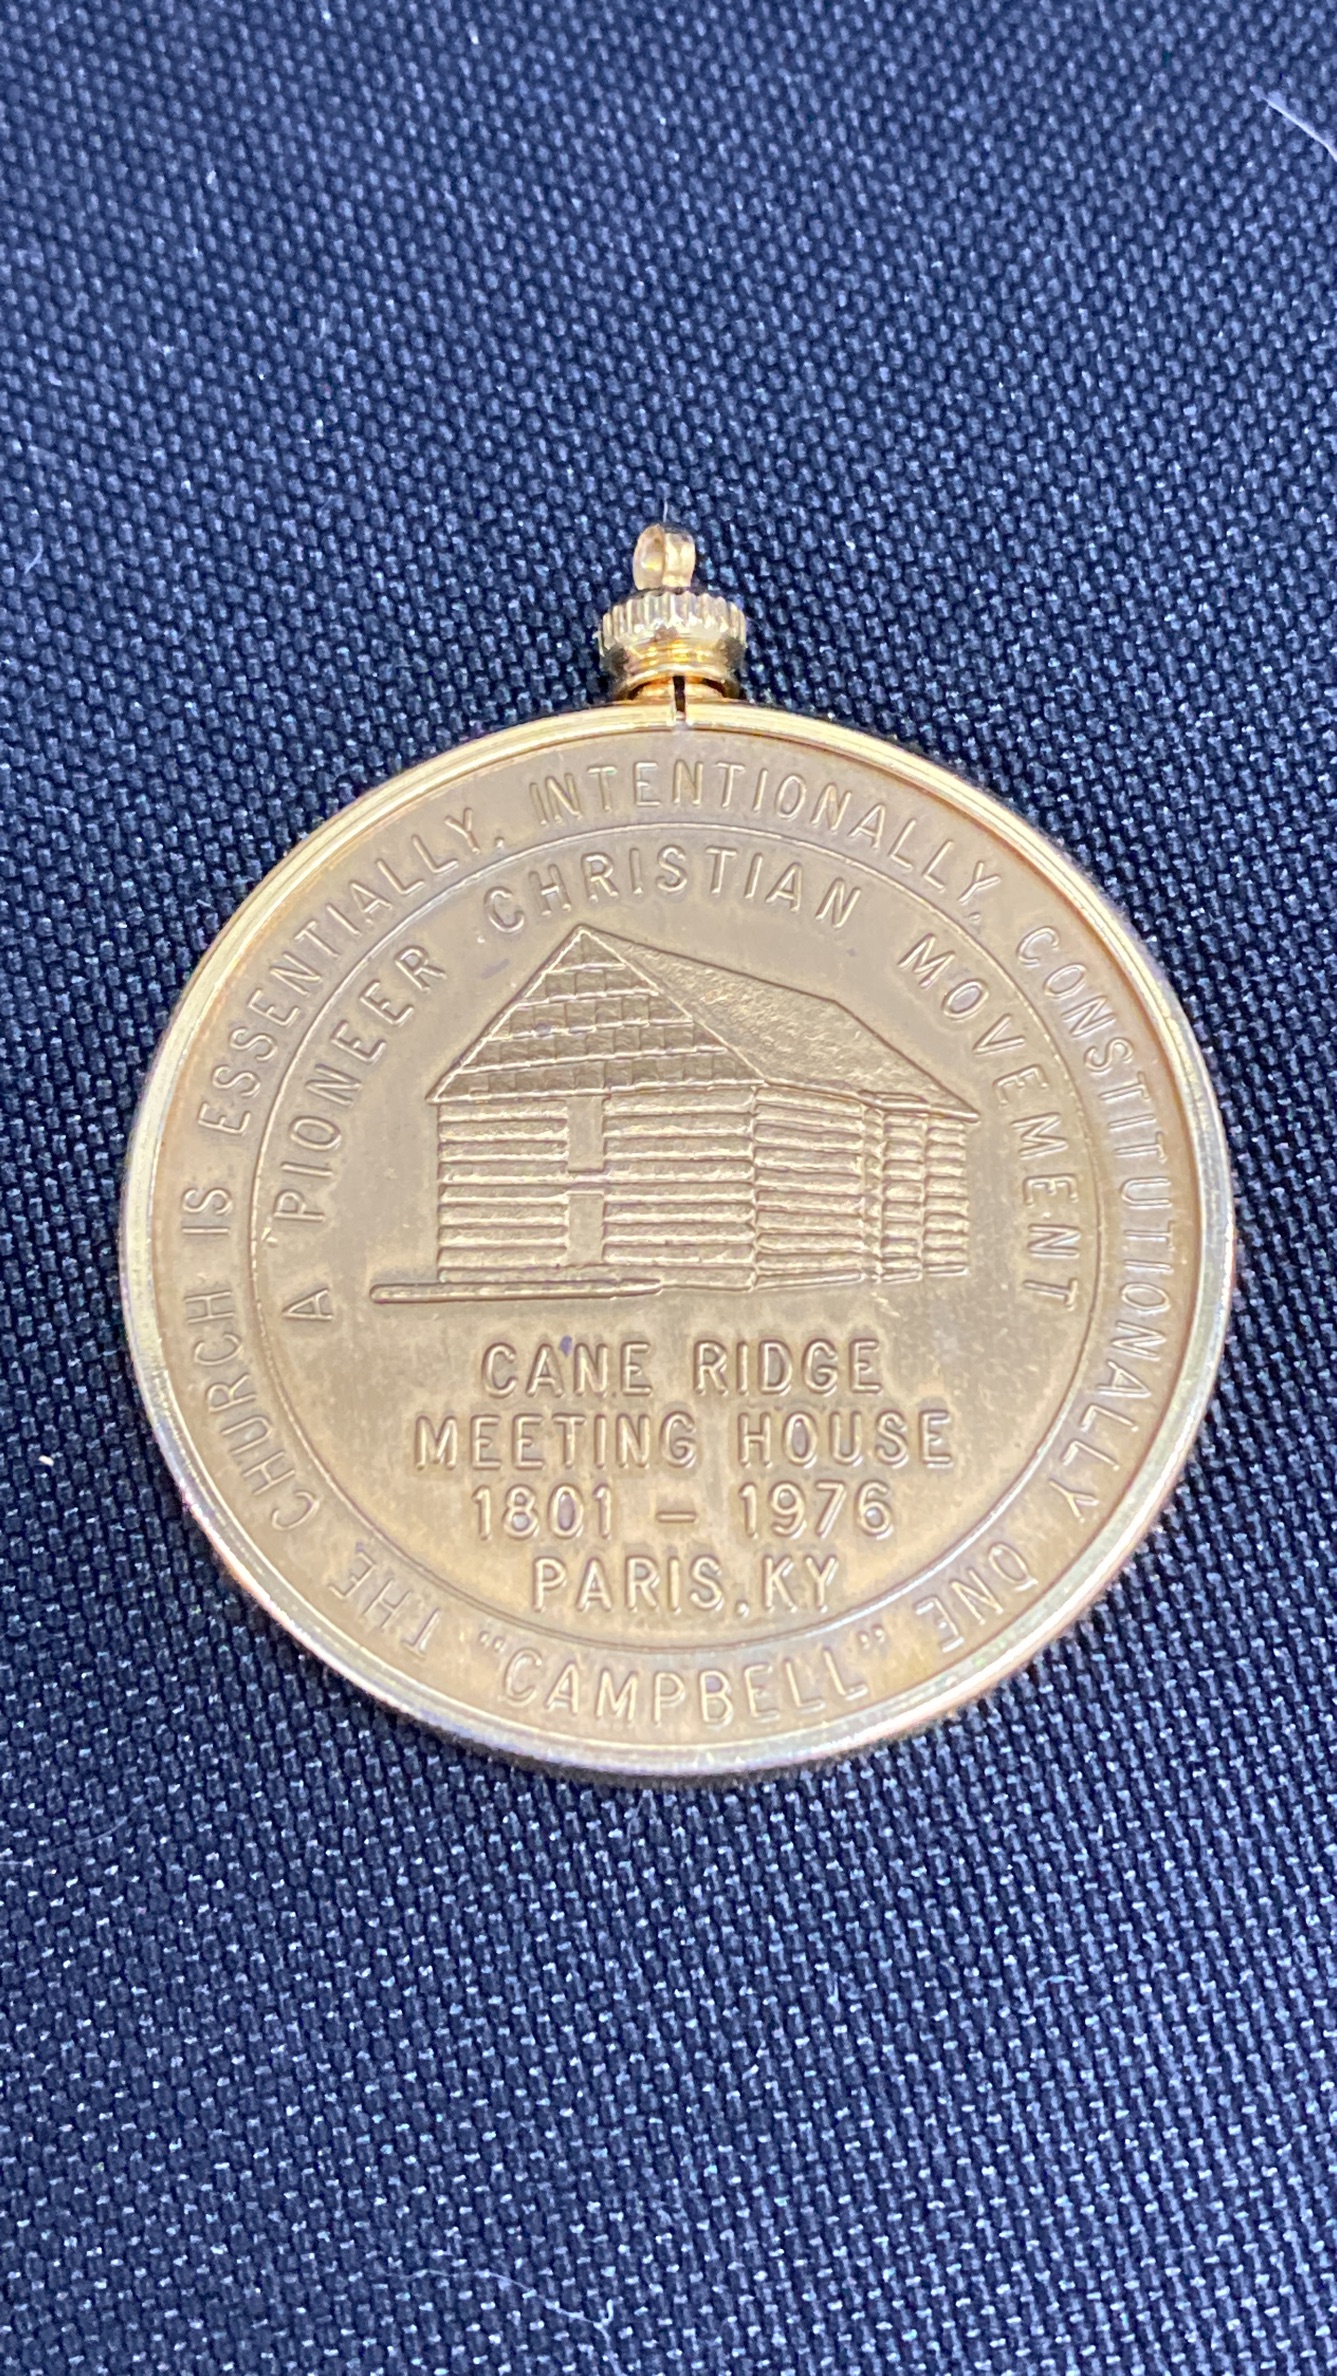 THE CHURCH IS ESSENTIALLY, INTENTIONALLY, CONSTITUTIONALLY ONE "CAMPBELL"
A PIONEER CHRISTIAN MOVEMENT
CANE RIDGE
MEETING HOUSE
1801 - 1976
PARIS, KY